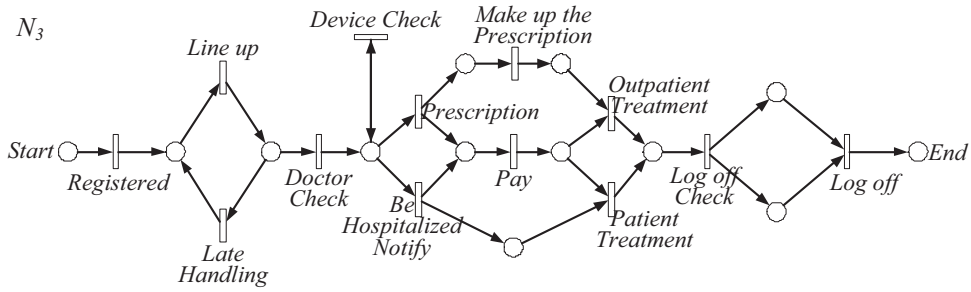 N3
Device Check
Make up the
Prescription
Line up
Outpatient
Treatment
Prescription
Start
End
Registered
Doctor
Check
Pay
Log off
Check
Log off
Be
Hospitalized
Notify
Patient
Treatment
Late
Handling